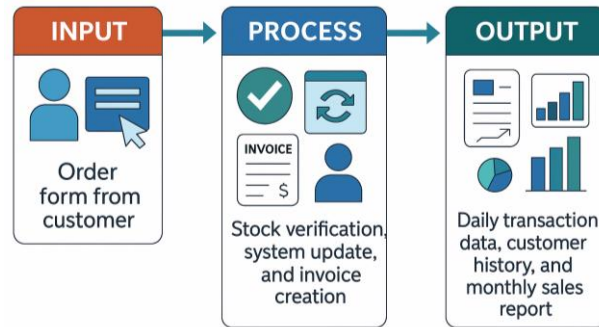 INPUT
Order
form from
customer
PROCESS
INVOICE
$
Stock verification,
system update,
and invoice
creation
OUTPUT
Daily transaction
data, customer
history, and
monthly sales
report